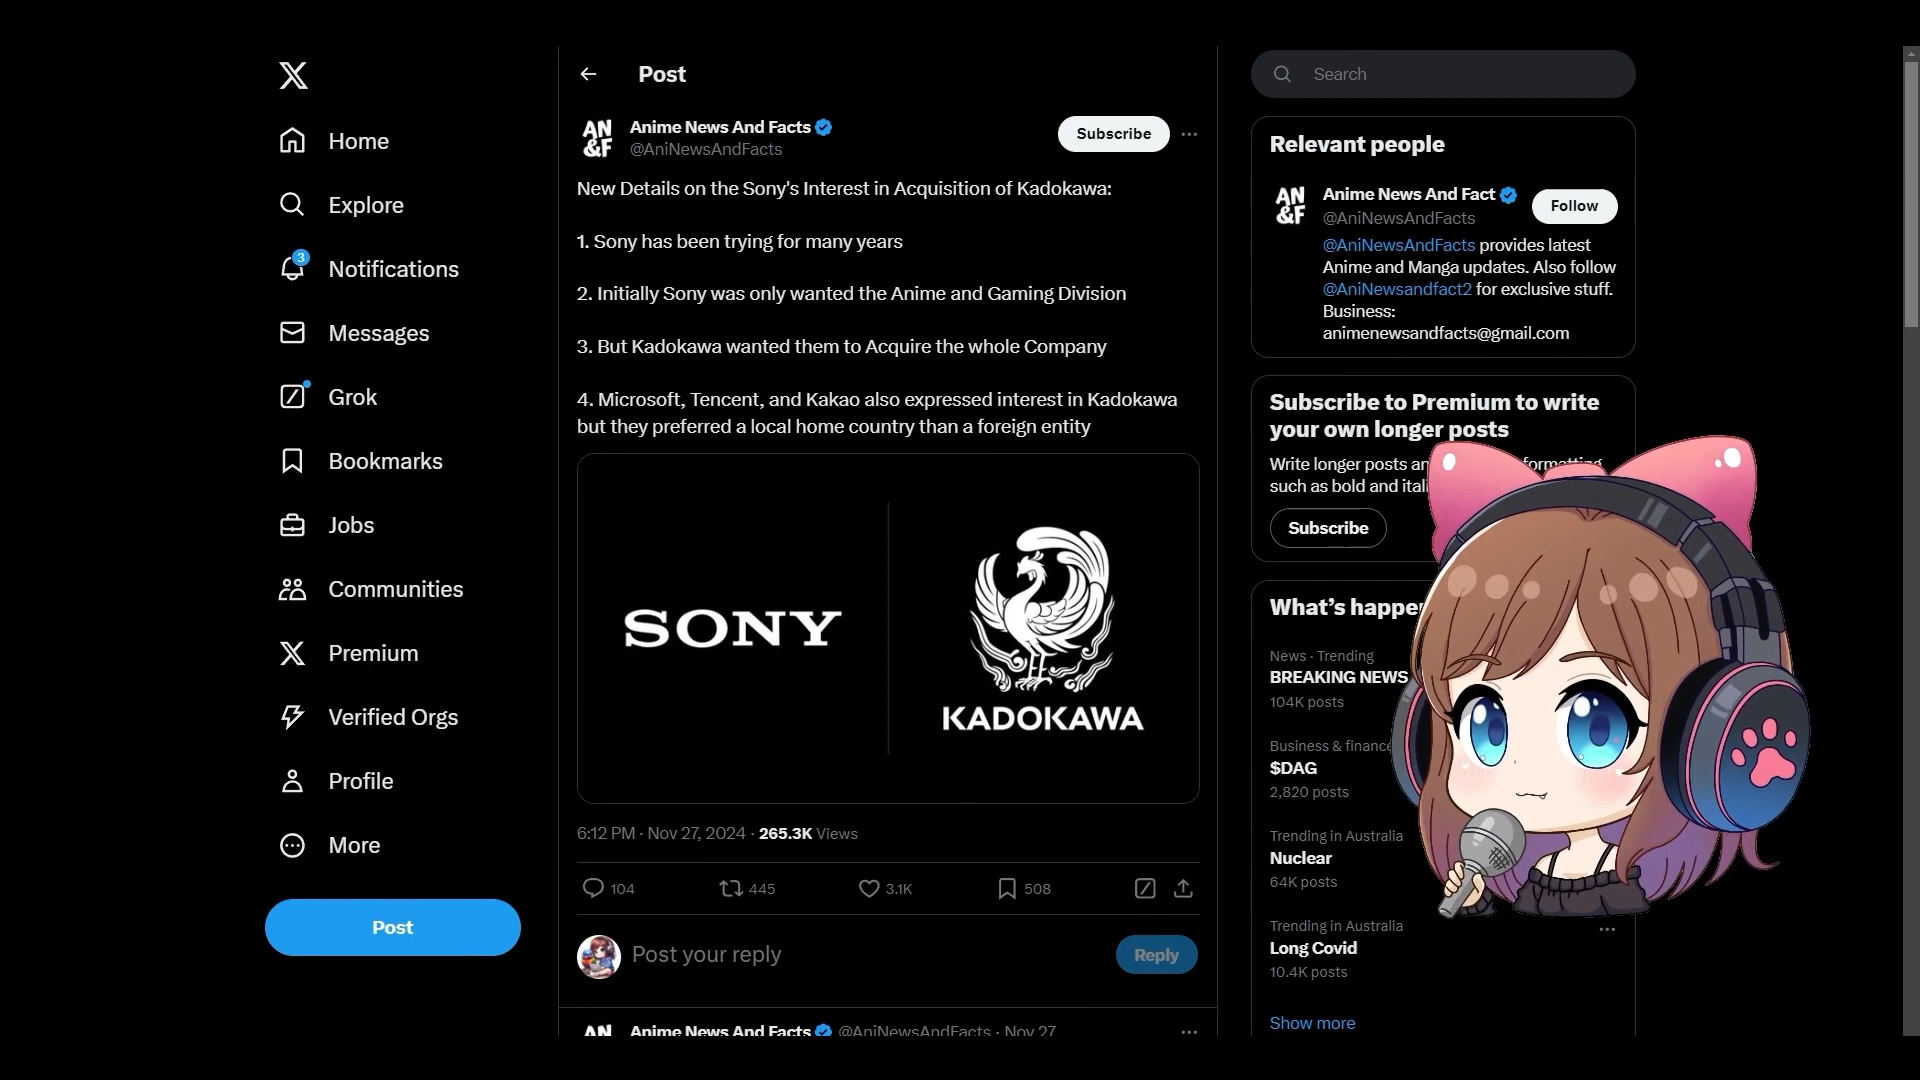 Home
Explore
3
Notifications
Messages
Grok
Bookmarks
Jobs
Communities
Premium
Verified Orgs
Profile
More
Post
Post
AN
&F
Anime News And Facts
@AniNewsAndFacts
Subscribe
New Details on the Sony's Interest in Acquisition of Kadokawa:
1. Sony has been trying for many years
2. Initially Sony was only wanted the Anime and Gaming Division
3. But Kadokawa wanted them to Acquire the whole Company
4. Microsoft, Tencent, and Kakao also expressed interest in Kadokawa
but they preferred a local home country than a foreign entity
SONY
KADOKAWA
6:12 PM · Nov 27, 2024 · 265.3K Views
104
445
3.1K
508
Post your reply
Reply
AN
Anime News And Facts @AniNewsAndFacts · Nov 27
Search
Relevant people
AN
&F
Anime News And Fact
@AniNewsAndFacts
Follow
@AniNewsAndFacts provides latest
Anime and Manga updates. Also follow
@AniNewsandfact2 for exclusive stuff.
Business:
animenewsandfacts@gmail.com
Subscribe to Premium to write
your own longer posts
Write longer posts an formatting
such as bold and itali
Subscribe
What's happe
News · Trending
BREAKING NEWS
104K posts
Business & finance
$DAG
2,820 posts
Trending in Australia
Nuclear
64K posts
Trending in Australia
Long Covid
10.4K posts
Show more